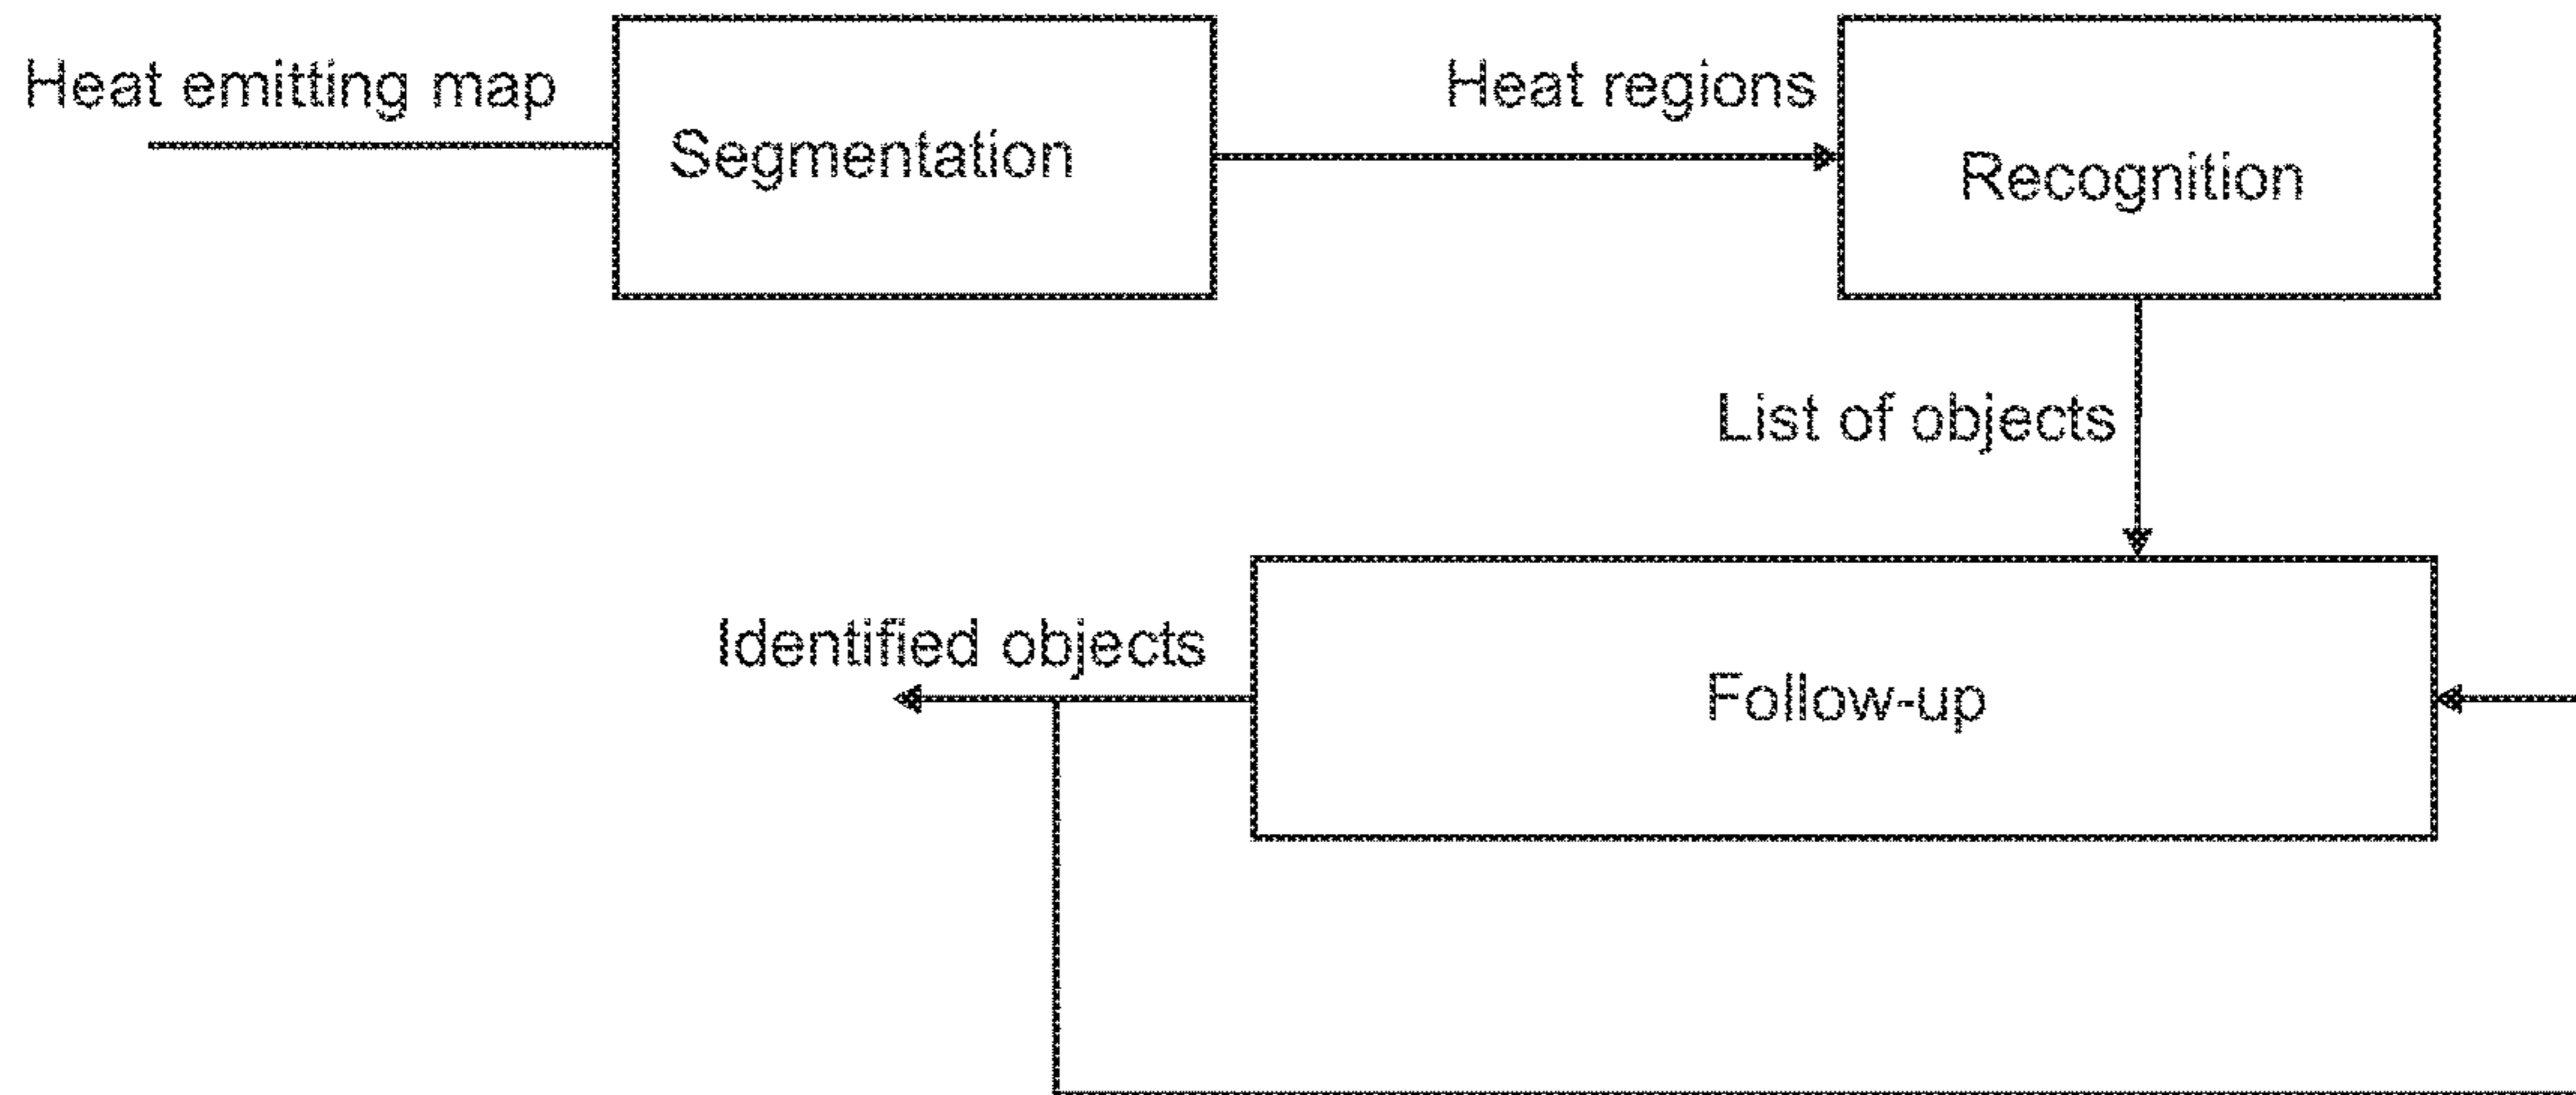 Heat emitting map
Segmentation
Heat regions
Recognition
List of objects
Identified objects
Follow-up